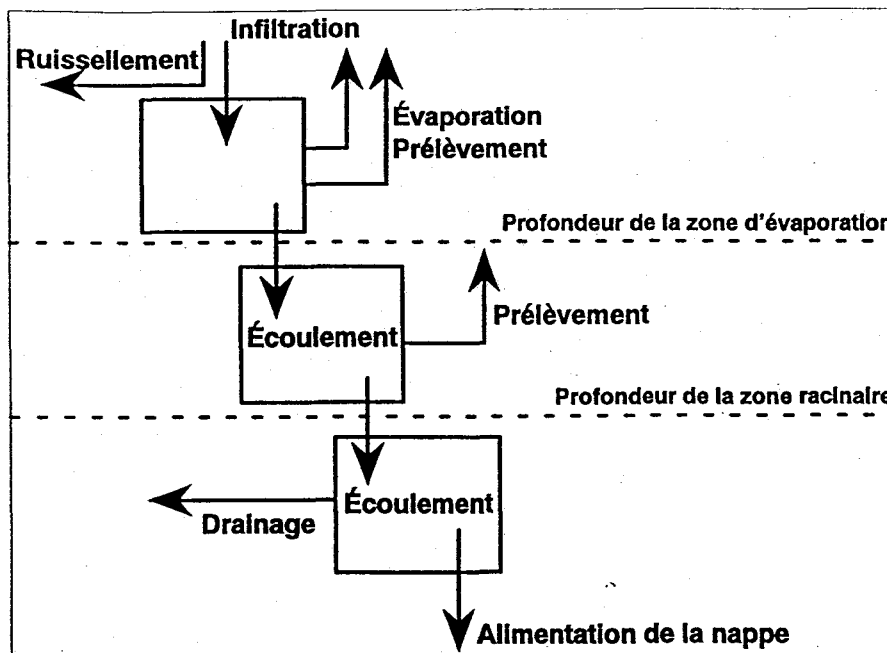 Infiltration
Ruissellement
Évaporation
Prélèvement
Profondeur de la zone d'évaporation
Écoulement
Prélèvement
Profondeur de la zone racinaire
Écoulement
Drainage
Alimentation de la nappe